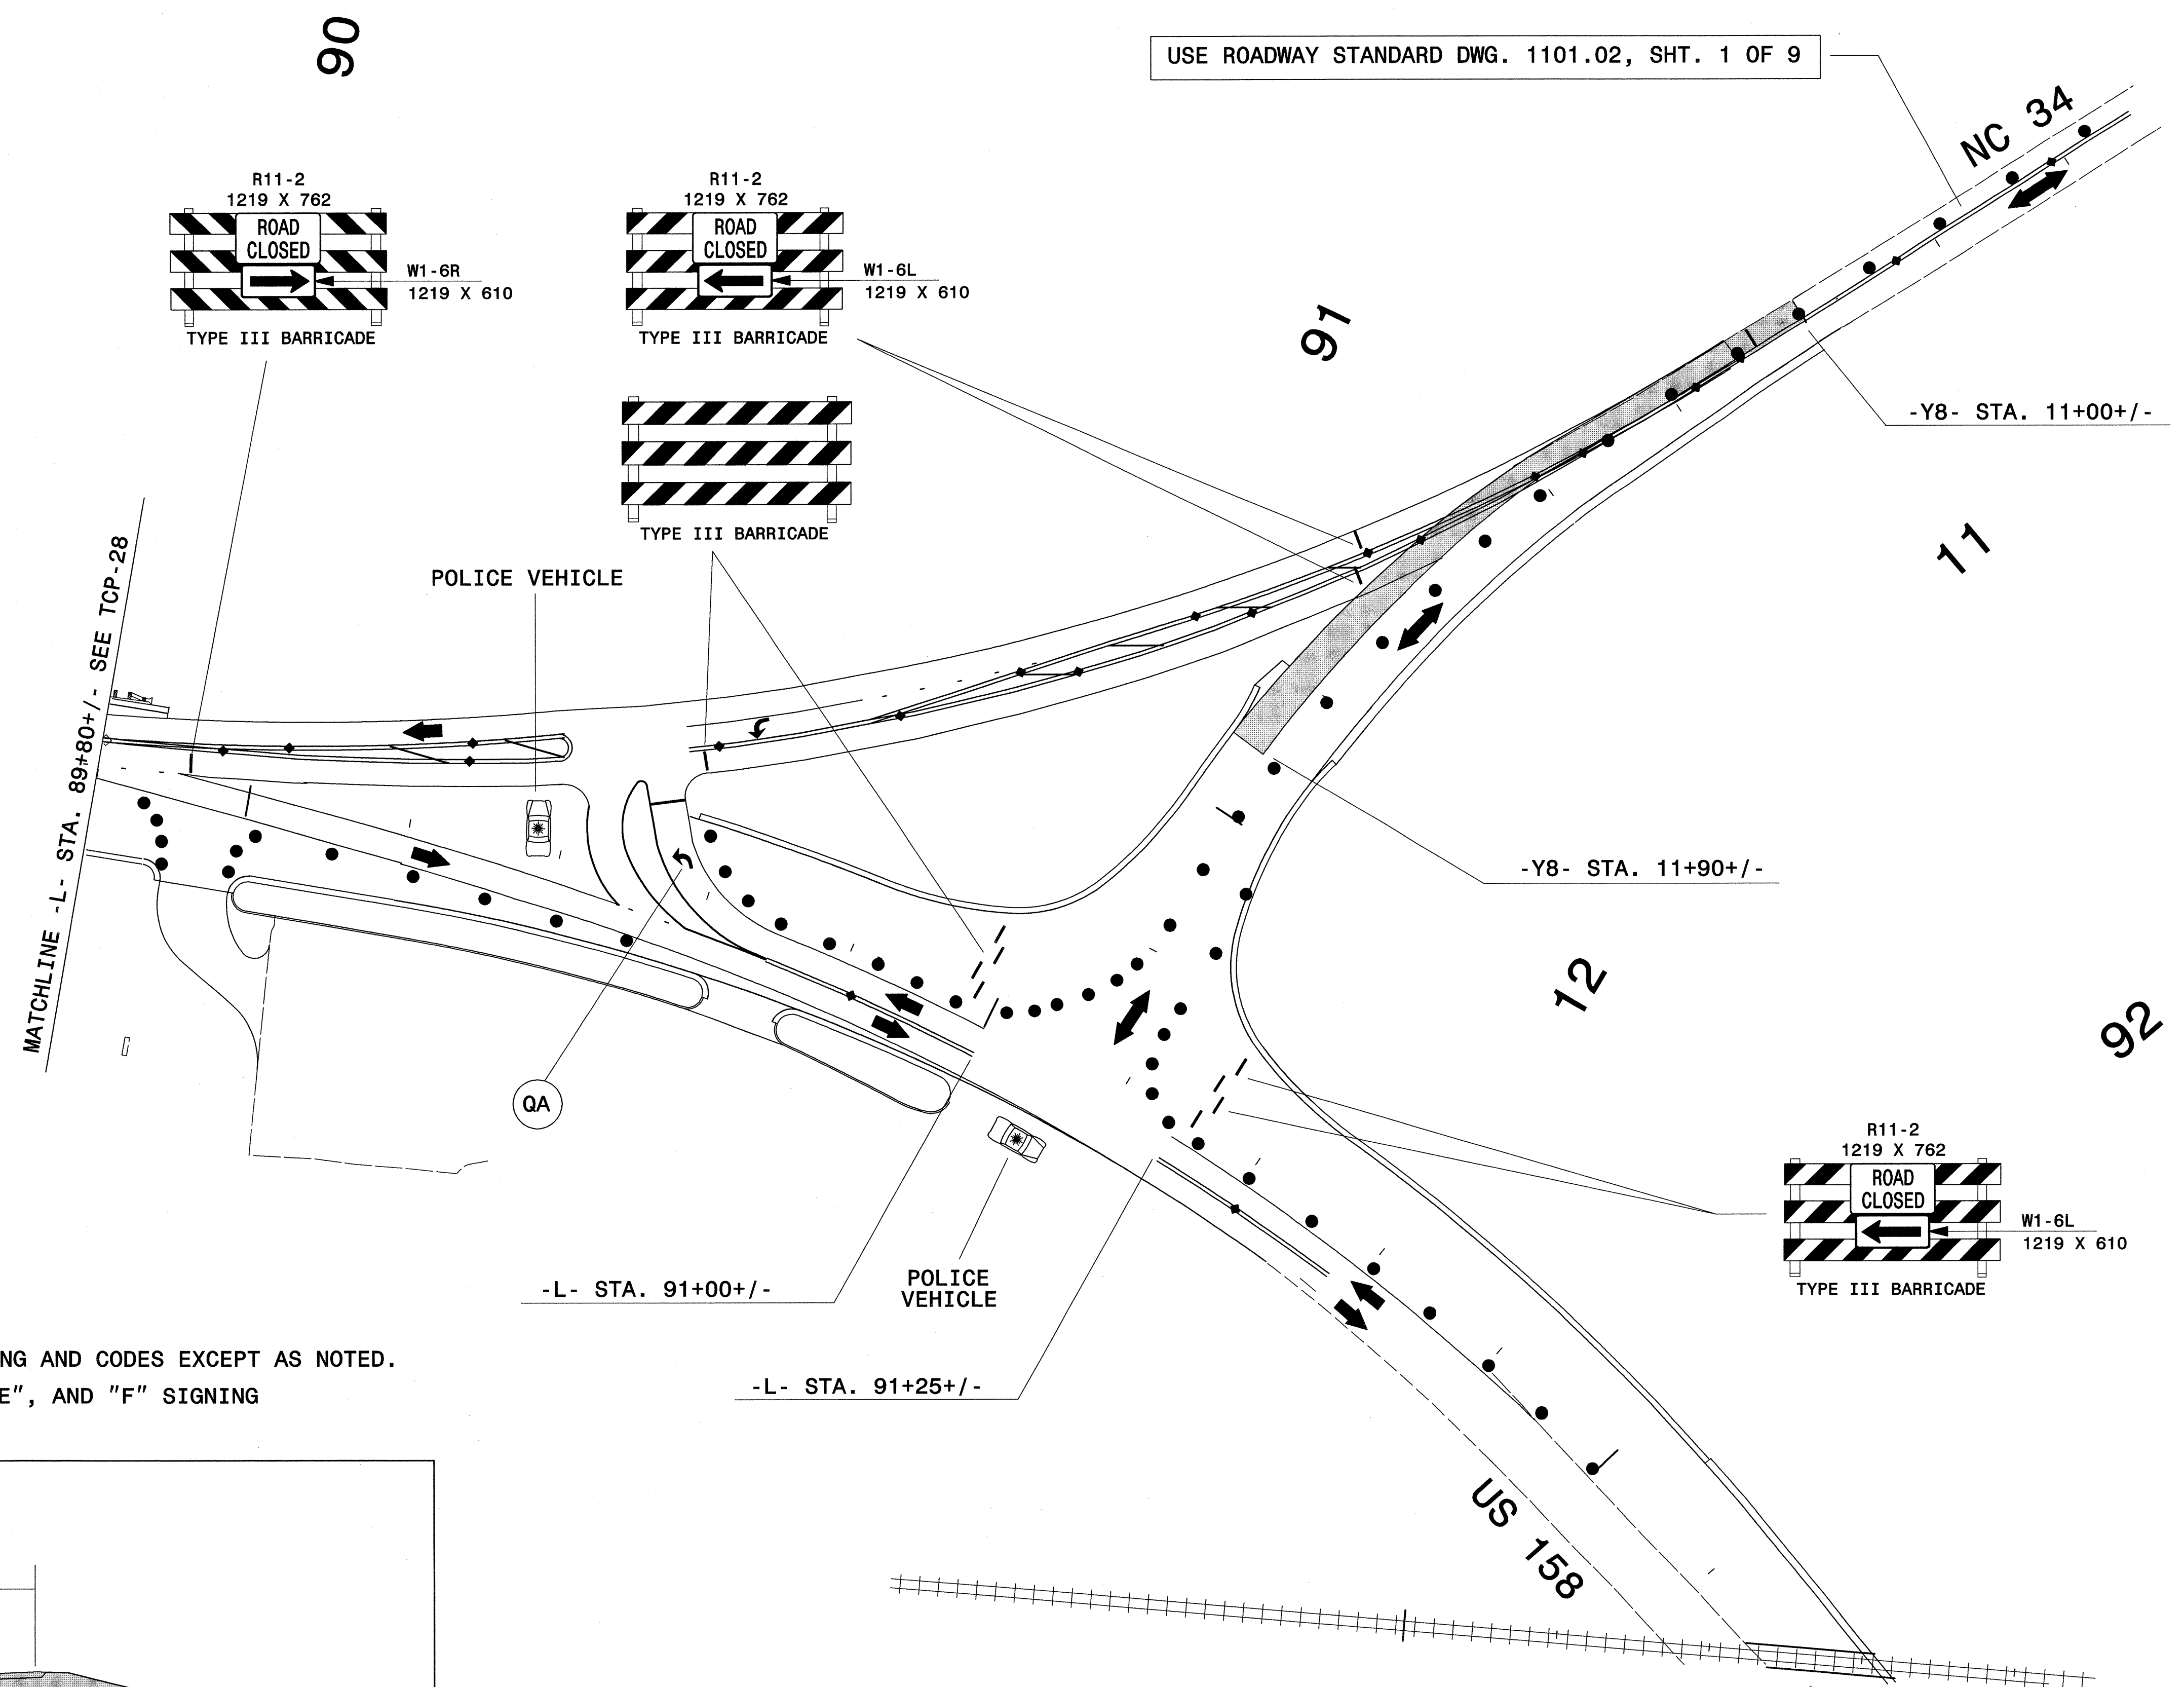 90
USE ROADWAY STANDARD DWG. 1101.02, SHT. 1 OF 9
NC 34
R11-2
1219 X 762
ROAD
CLOSED
W1-6R
1219 X 610
TYPE III BARRICADE
R11-2
1219 X 762
ROAD
CLOSED
W1-6L
1219 X 610
TYPE III BARRICADE
91
-Y8- STA. 11+00+/-
TYPE III BARRICADE
11
POLICE VEHICLE
MATCHLINE -L- STA. 89+80+/- SEE TCP-28
-Y8- STA. 11+90+/-
12
92
QA
R11-2
1219 X 762
ROAD
CLOSED
W1-6L
1219 X 610
TYPE III BARRICADE
-L- STA. 91+00+/-
POLICE
VEHICLE
NG AND CODES EXCEPT AS NOTED.
E", AND "F" SIGNING
-L- STA. 91+25+/-
US 158